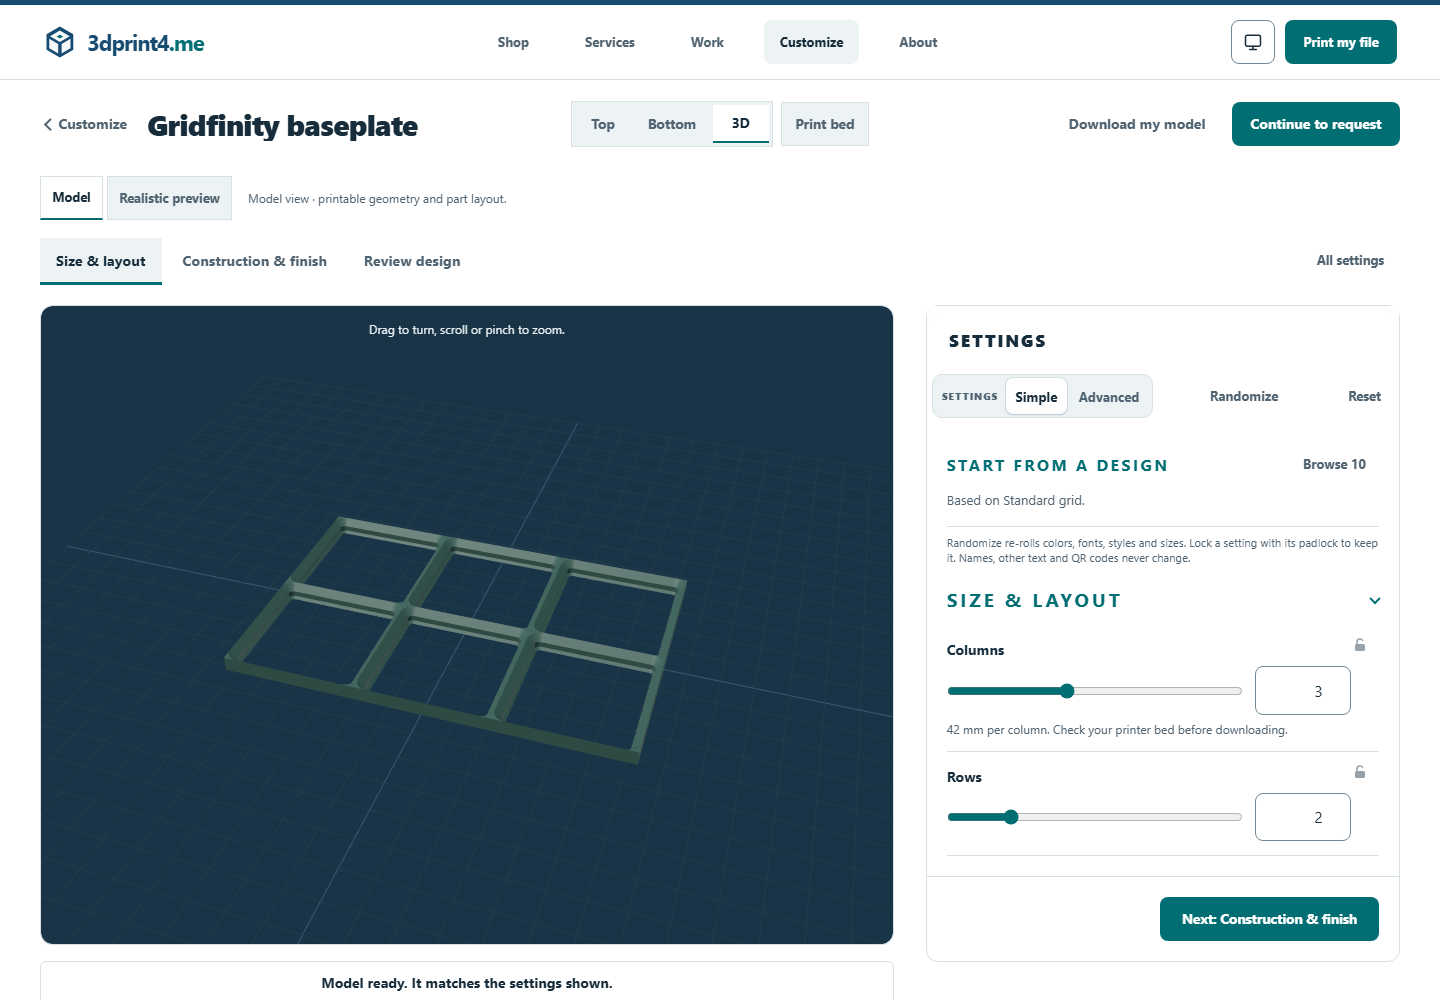 3dprint4.me
Shop
Services
Work
Customize
About
Print my file
Customize
Gridfinity baseplate
Top
Bottom
3D
Print bed
Download my model
Continue to request
Model
Realistic preview
Model view · printable geometry and part layout.
Size & layout
Construction & finish
Review design
All settings
Drag to turn, scroll or pinch to zoom.
SETTINGS
SETTINGS
Simple
Advanced
Randomize
Reset
START FROM A DESIGN
Browse 10
Based on Standard grid.
Randomize re-rolls colors, fonts, styles and sizes. Lock a setting with its padlock to keep
it. Names, other text and QR codes never change.
SIZE & LAYOUT
Columns
3
42 mm per column. Check your printer bed before downloading.
Rows
2
Next: Construction & finish
Model ready. It matches the settings shown.